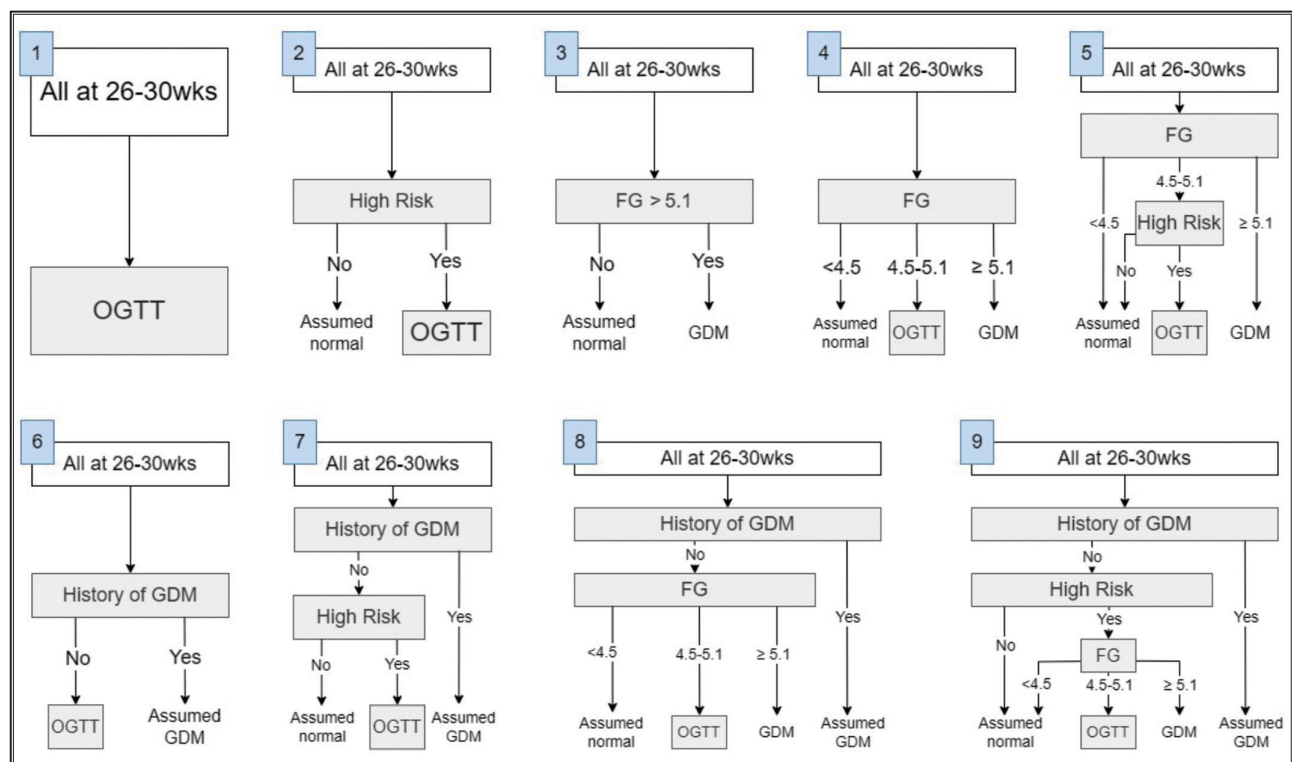 1
All at 26-30wks
OGTT
2
All at 26-30wks
High Risk
No
Yes
Assumed
normal
OGTT
3
All at 26-30wks
FG > 5.1
No
Yes
Assumed
normal
GDM
4
All at 26-30wks
FG
<4.5
4.5-5.1
≥ 5.1
Assumed
normal
OGTT
GDM
5
All at 26-30wks
FG
4.5-5.1
<4.5
High Risk
≥ 5.1
No
Yes
Assumed
normal
OGTT
GDM
6
All at 26-30wks
History of GDM
No
Yes
OGTT
Assumed
GDM
7
All at 26-30wks
History of GDM
No
High Risk
Yes
No
Yes
Assumed
normal
OGTT
Assumed
GDM
8
All at 26-30wks
History of GDM
No
FG
Yes
<4.5
4.5-5.1
≥ 5.1
Assumed
normal
OGTT
GDM
Assumed
GDM
9
All at 26-30wks
History of GDM
No
High Risk
Yes
Yes
No
FG
<4.5
4.5-5.1
≥ 5.1
Assumed
normal
OGTT
GDM
Assumed
GDM